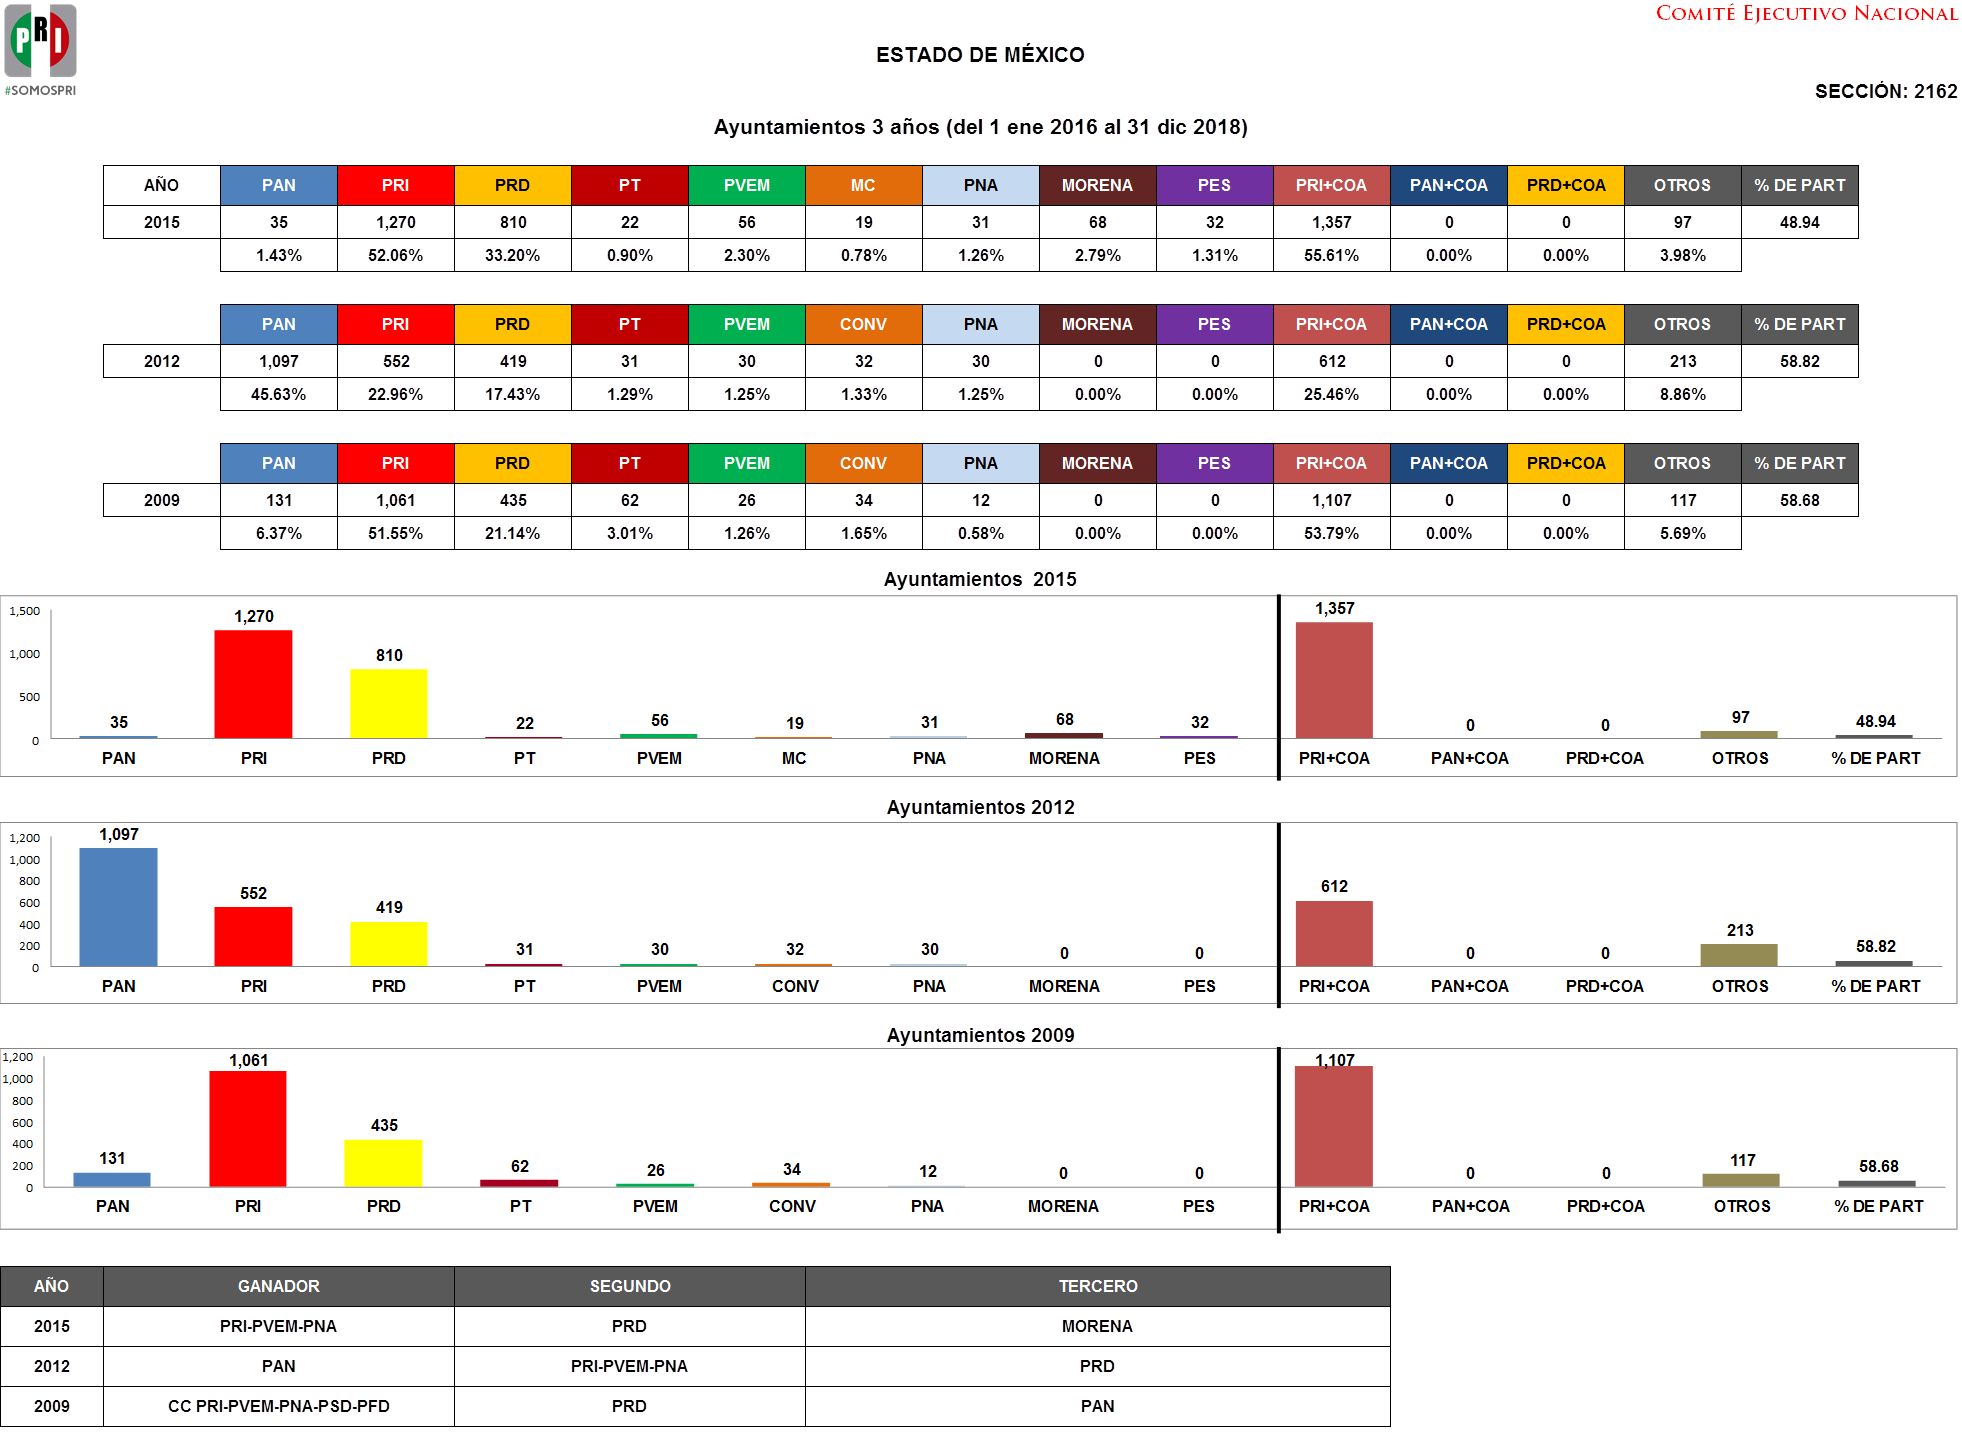 PRI
#SOMOSPRI
COMITÉ EJECUTIVO NACIONAL
ESTADO DE MÉXICO
SECCIÓN: 2162
Ayuntamientos 3 años (del 1 ene 2016 al 31 dic 2018)
AÑO PAN PRI PRD PT PVEM MC PNA MORENA PES PRI+COA PAN+COA PRD+COA OTROS % DE PART
2015 35 1,270 810 22 56 19 31 68 32 1,357 0 0 97 48.94
1.43% 52.06% 33.20% 0.90% 2.30% 0.78% 1.26% 2.79% 1.31% 55.61% 0.00% 0.00% 3.98%
PAN PRI PRD PT PVEM CONV PNA MORENA PES PRI+COA PAN+COA PRD+COA OTROS % DE PART
2012 1,097 552 419 31 30 32 30 0 0 612 0 0 213 58.82
45.63% 22.96% 17.43% 1.29% 1.25% 1.33% 1.25% 0.00% 0.00% 25.46% 0.00% 0.00% 8.86%
PAN PRI PRD PT PVEM CONV PNA MORENA PES PRI+COA PAN+COA PRD+COA OTROS % DE PART
2009 131 1,061 435 62 26 34 12 0 0 1,107 0 0 117 58.68
6.37% 51.55% 21.14% 3.01% 1.26% 1.65% 0.58% 0.00% 0.00% 53.79% 0.00% 0.00% 5.69%
Ayuntamientos 2015
1,500
1,000
500
0
35 1,270 810 22 56 19 31 68 32 1,357 0 0 97 48.94
PAN PRI PRD PT PVEM MC PNA MORENA PES PRI+COA PAN+COA PRD+COA OTROS % DE PART
Ayuntamientos 2012
1,200
1,000
800
600
400
200
0
1,097 552 419 31 30 32 30 0 0 612 0 0 213 58.82
PAN PRI PRD PT PVEM CONV PNA MORENA PES PRI+COA PAN+COA PRD+COA OTROS % DE PART
Ayuntamientos 2009
1,200
1,000
800
600
400
200
0
131 1,061 435 62 26 34 12 0 0 1,107 0 0 117 58.68
PAN PRI PRD PT PVEM CONV PNA MORENA PES PRI+COA PAN+COA PRD+COA OTROS % DE PART
AÑO GANADOR SEGUNDO TERCERO
2015 PRI-PVEM-PNA PRD MORENA
2012 PAN PRI-PVEM-PNA PRD
2009 CC PRI-PVEM-PNA-PSD-PFD PRD PAN